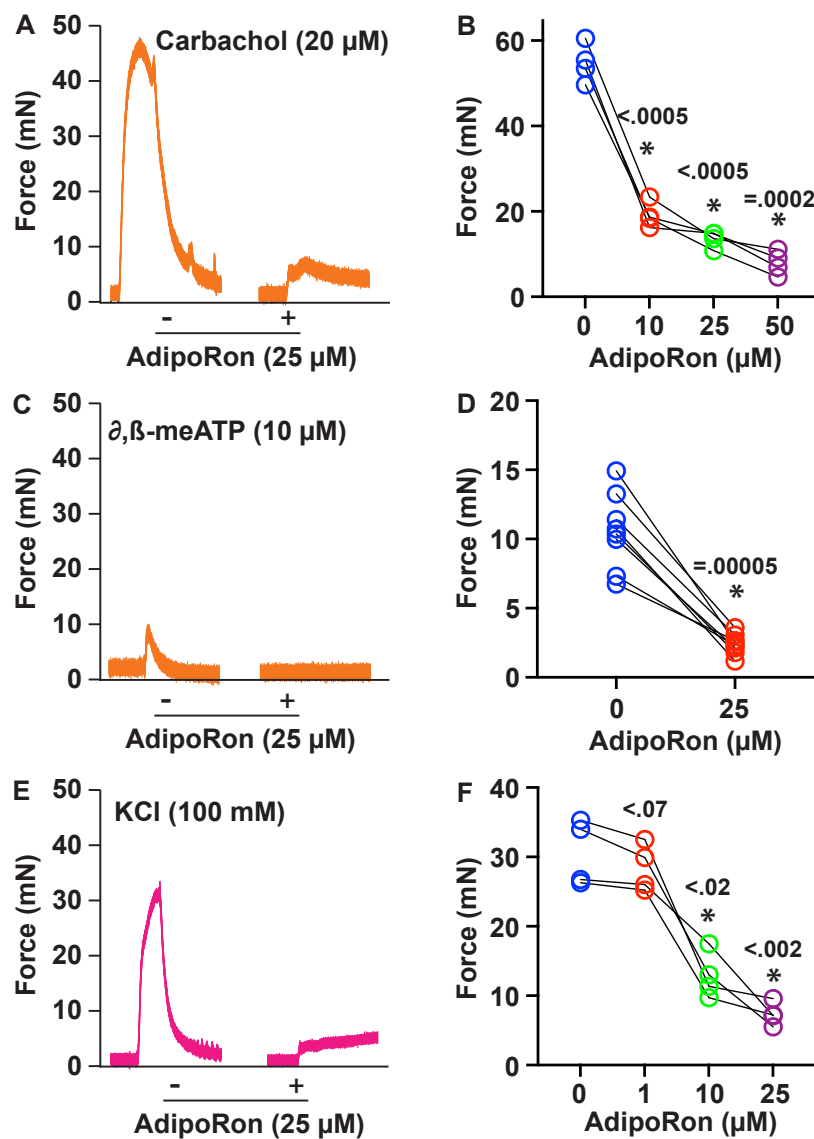 A
Carbachol (20 µM)
50
40
30
20
10
0
Force (mN)
- +
AdipoRon (25 µM)
B
60
40
20
0
Force (mN)
<.0005
*
<.0005
*
=.0002
*
0 10 25 50
AdipoRon (µM)
C
∂,ß-meATP (10 µM)
50
40
30
20
10
0
Force (mN)
- +
AdipoRon (25 µM)
D
20
15
10
5
0
Force (mN)
=.00005
*
0 25
AdipoRon (µM)
E
KCl (100 mM)
50
40
30
20
10
0
Force (mN)
- +
AdipoRon (25 µM)
F
40
30
20
10
0
Force (mN)
<.07
<.02
*
<.002
*
0 1 10 25
AdipoRon (µM)